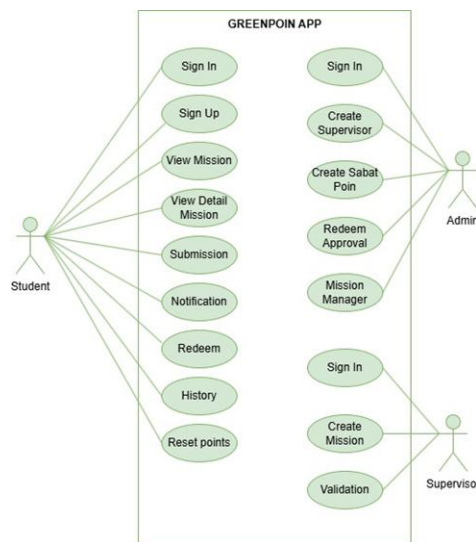 GREENPOIN APP
Sign In
Sign Up
View Mission
View Detail
Mission
Submission
Notification
Redeem
History
Reset points
Student
Sign In
Create
Supervisor
Create Sabat
Poin
Redeem
Approval
Mission
Manager
Admin
Sign In
Create
Mission
Validation
Superviso